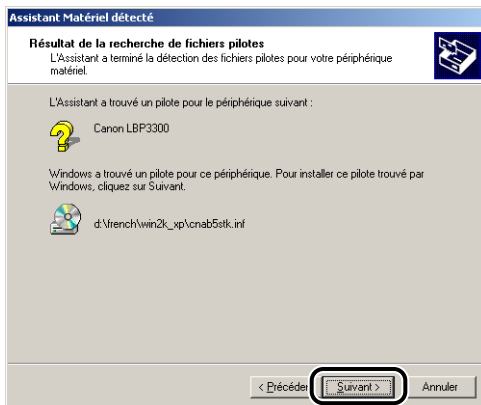 Assistant Matériel détecté
Résultat de la recherche de fichiers pilotes
L'Assistant a terminé la détection des fichiers pilotes pour votre périphérique
matériel.
L'Assistant a trouvé un pilote pour le périphérique suivant :
Canon LBP3300
Windows a trouvé un pilote pour ce périphérique. Pour installer ce pilote trouvé par
Windows, cliquez sur Suivant.
d:\french\win2k_xp\cnab5stk.inf
< Précéden Suivant > Annuler